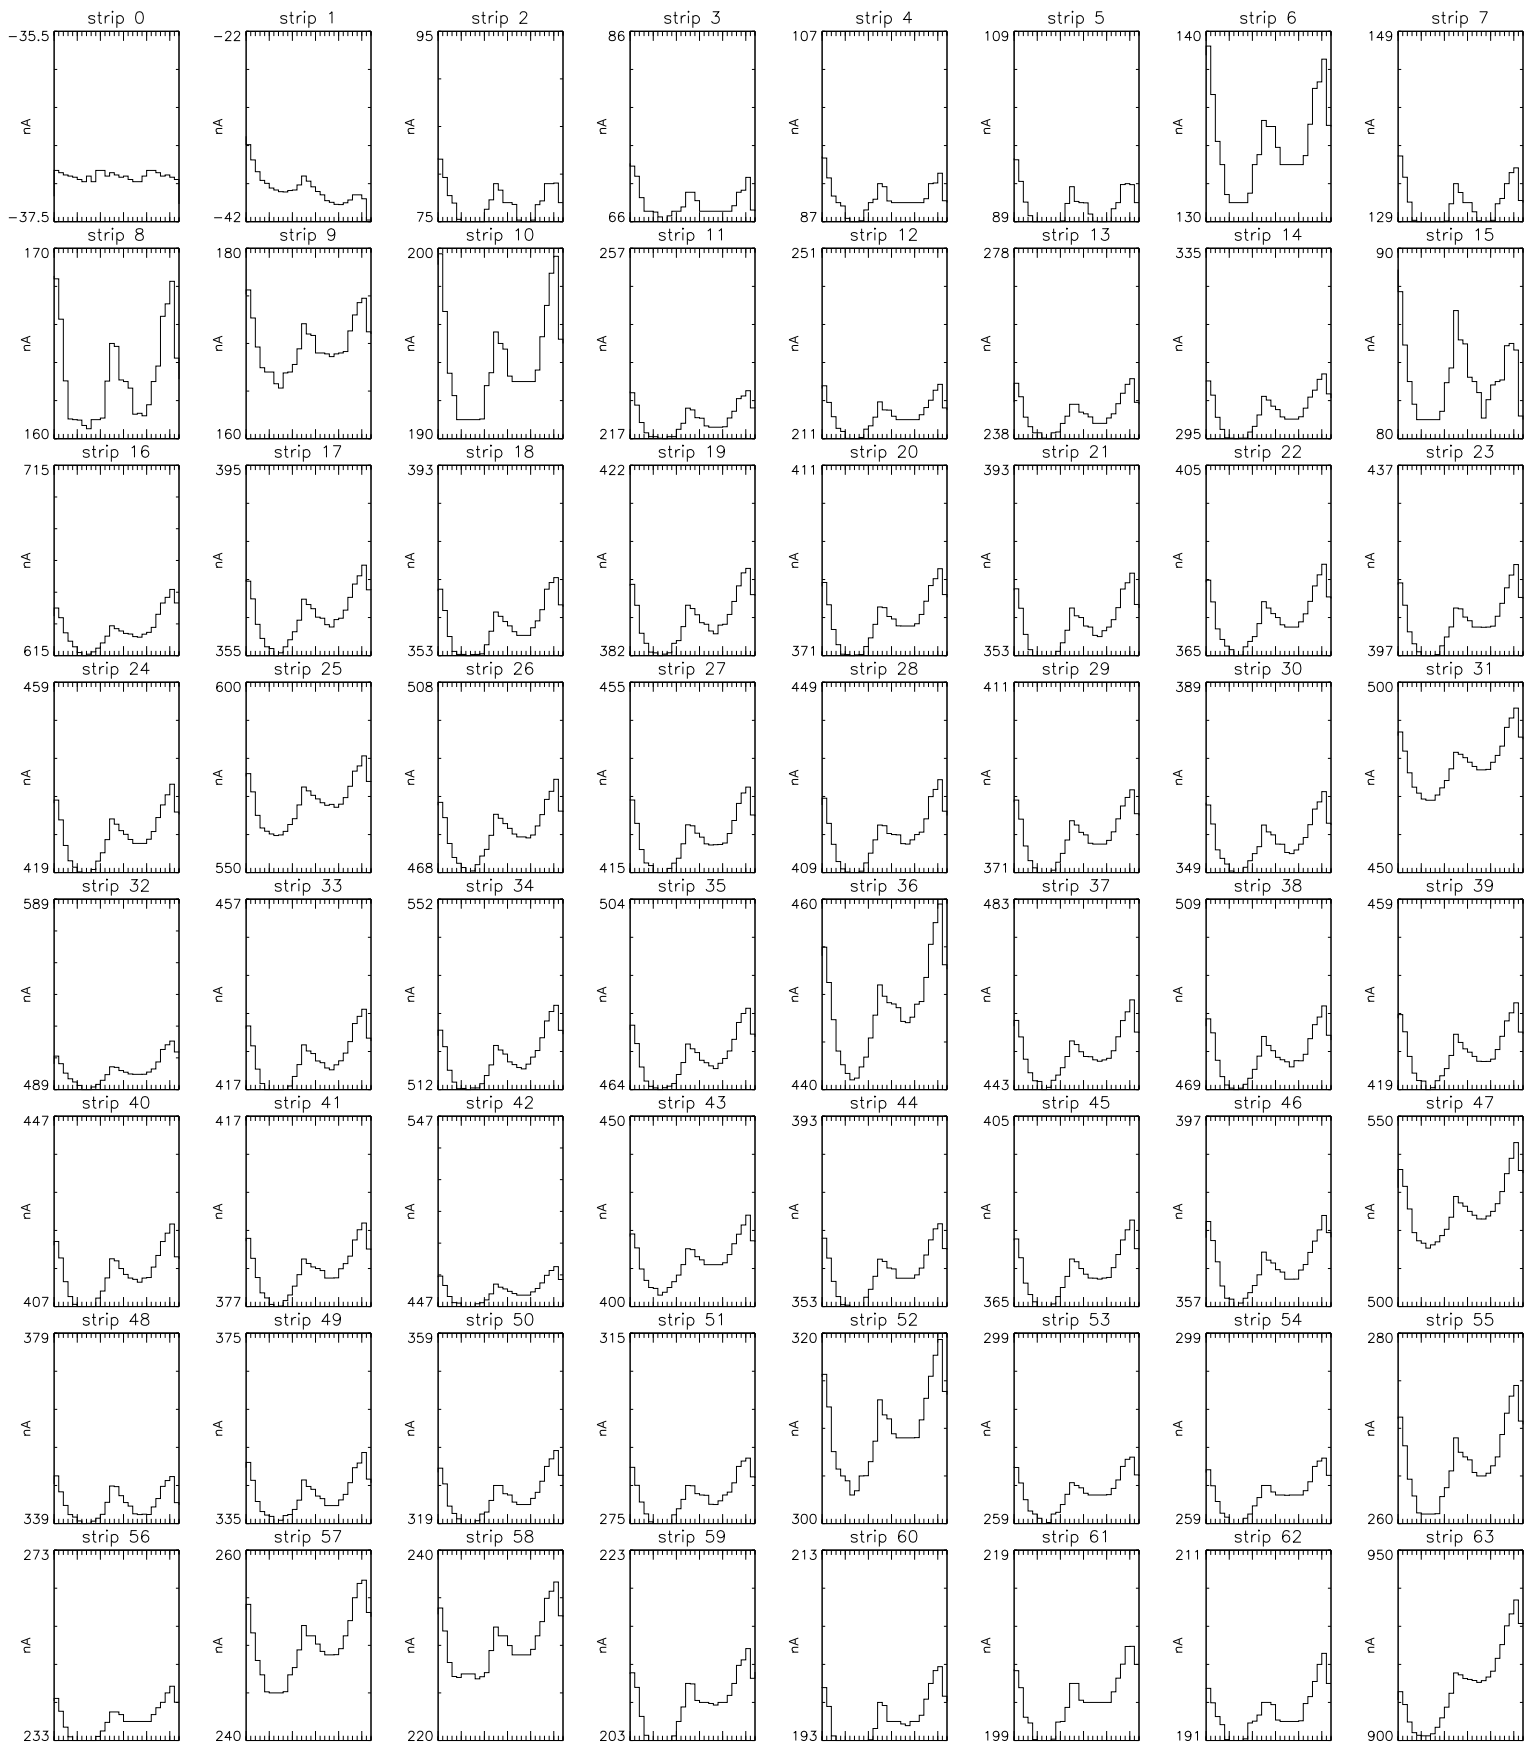 strip 0 strip 1 strip 2 strip 3 strip 4 strip 5 strip 6 strip 7
-35.5 -22 95 86 107 109 140 149
nA nA nA nA nA nA nA nA
-37.5 -42 75 66 87 89 130 129
strip 8 strip 9 strip 10 strip 11 strip 12 strip 13 strip 14 strip 15
170 180 200 257 251 278 335 90
nA nA nA nA nA nA nA nA
160 160 190 217 211 238 295 80
strip 16 strip 17 strip 18 strip 19 strip 20 strip 21 strip 22 strip 23
715 395 393 422 411 393 405 437
nA nA nA nA nA nA nA nA
615 355 353 382 371 353 365 397
strip 24 strip 25 strip 26 strip 27 strip 28 strip 29 strip 30 strip 31
459 600 508 455 449 411 389 500
nA nA nA nA nA nA nA nA
419 550 468 415 409 371 349 450
strip 32 strip 33 strip 34 strip 35 strip 36 strip 37 strip 38 strip 39
589 457 552 504 460 483 509 459
nA nA nA nA nA nA nA nA
489 417 512 464 440 443 469 419
strip 40 strip 41 strip 42 strip 43 strip 44 strip 45 strip 46 strip 47
447 417 547 450 393 405 397 550
nA nA nA nA nA nA nA nA
407 377 447 400 353 365 357 500
strip 48 strip 49 strip 50 strip 51 strip 52 strip 53 strip 54 strip 55
379 375 359 315 320 299 299 280
nA nA nA nA nA nA nA nA
339 335 319 275 300 259 259 260
strip 56 strip 57 strip 58 strip 59 strip 60 strip 61 strip 62 strip 63
273 260 240 223 213 219 211 950
nA nA nA nA nA nA nA nA
233 240 220 203 193 199 191 900